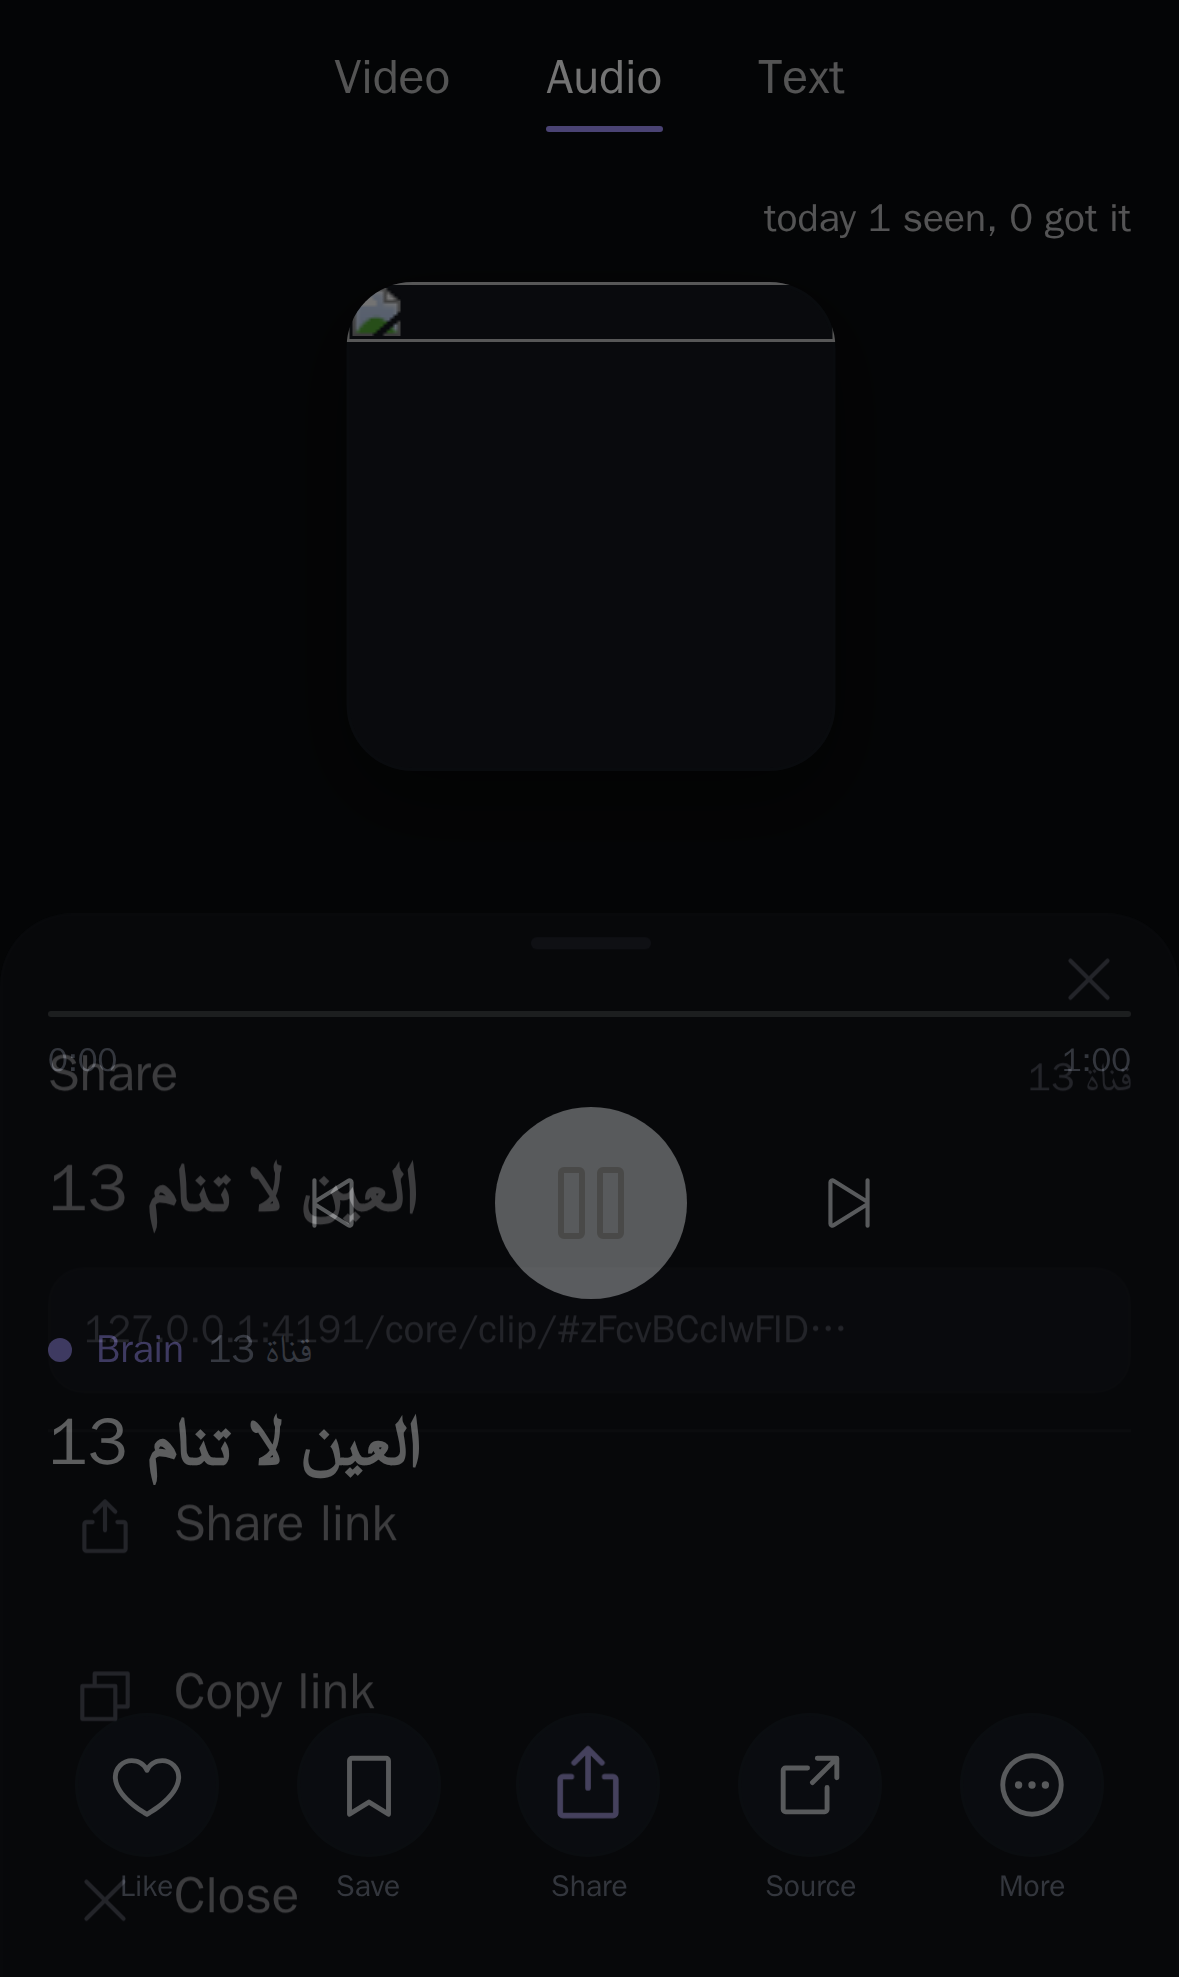 Video Audio Text
today 1 seen, 0 got it
0:00 1:00
Share قناة 13
العين لا تنام 13
127.0.0.1:4191/core/clip/#zFcvBCclwFlD…
Brain قناة 13
العين لا تنام 13
Share link
Copy link
Like Save Share Source More
Close